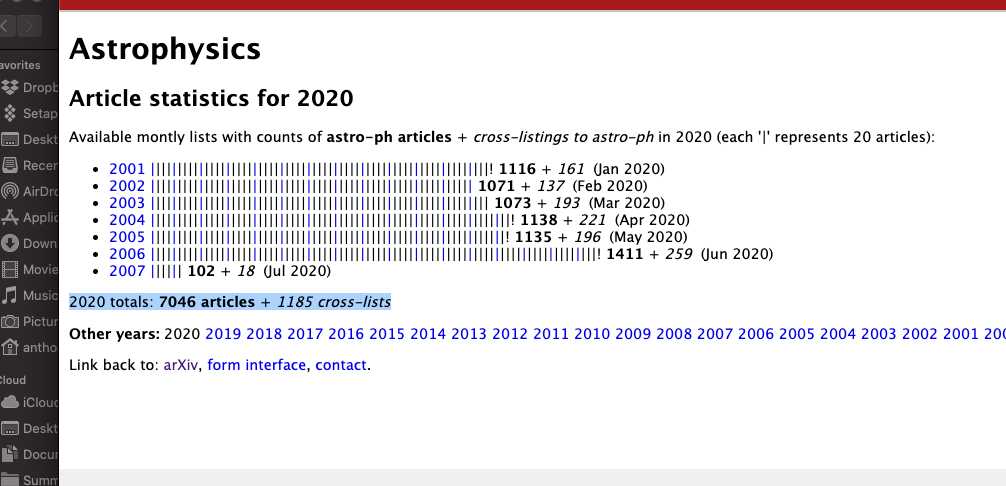 avorites
Dropb
Setap
Deskt
Recer
AirDro
Applic
Down
Movie
Music
Pictur
antho
Cloud
iClouc
Deskt
Docur
Summ
Astrophysics
Article statistics for 2020
Available montly lists with counts of astro-ph articles + cross-listings to astro-ph in 2020 (each '|' represents 20 articles):
• 2001 1116 + 161 (Jan 2020)
• 2002 1071 + 137 (Feb 2020)
• 2003 1073 + 193 (Mar 2020)
• 2004 1138 + 221 (Apr 2020)
• 2005 1135 + 196 (May 2020)
• 2006 1411 + 259 (Jun 2020)
• 2007 |||||| 102 + 18 (Jul 2020)
2020 totals: 7046 articles + 1185 cross-lists
Other years: 2020 2019 2018 2017 2016 2015 2014 2013 2012 2011 2010 2009 2008 2007 2006 2005 2004 2003 2002 2001 200
Link back to: arXiv, form interface, contact.